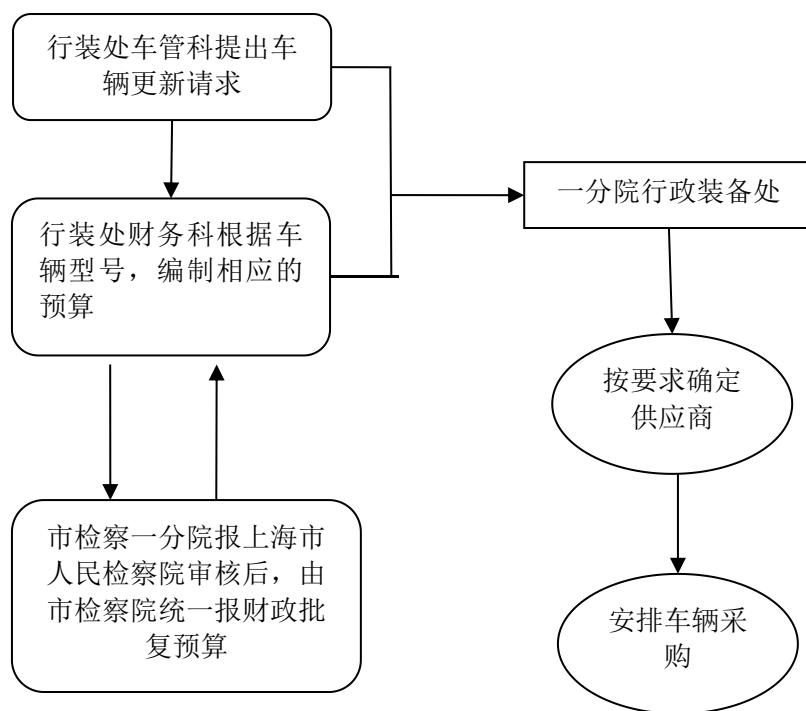 行装处车管科提出车
辆更新请求
行装处财务科根据车
辆型号，编制相应的
预算
市检察一分院报上海市
人民检察院审核后，由
市检察院统一报财政批
复预算
一分院行政装备处
按要求确定
供应商
安排车辆采
购